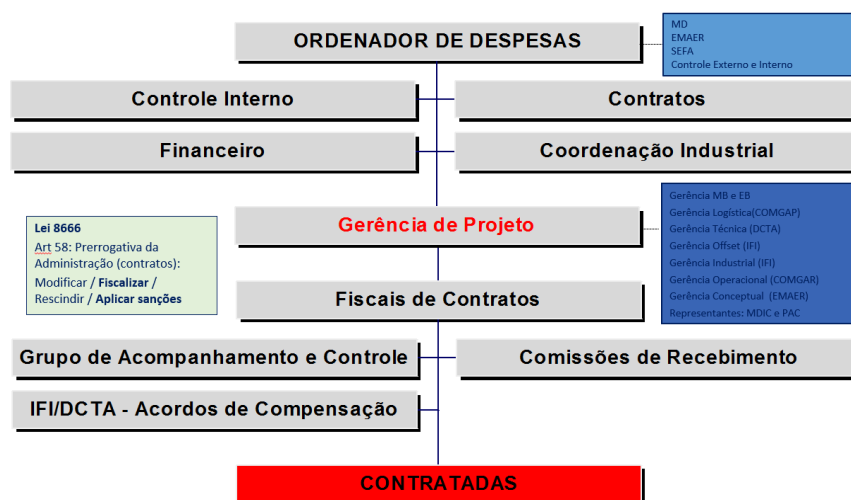 ORDENADOR DE DESPESAS
MD
EMAER
SEFA
Controle Externo e Interno
Controle Interno
Contratos
Financeiro
Coordenação Industrial
Lei 8666
Art 58: Prerrogativa da
Administração (contratos):
Modificar / Fiscalizar /
Rescindir / Aplicar sanções
Gerência de Projeto
Gerência MB e EB
Gerência Logística(COMGAP)
Gerência Técnica (DCTA)
Gerência Offset (IFI)
Gerência Industrial (IFI)
Gerência Operacional (COMGAR)
Gerência Conceptual (EMAER)
Representantes: MDIC e PAC
Fiscais de Contratos
Grupo de Acompanhamento e Controle
Comissões de Recebimento
IFI/DCTA - Acordos de Compensação
CONTRATADAS